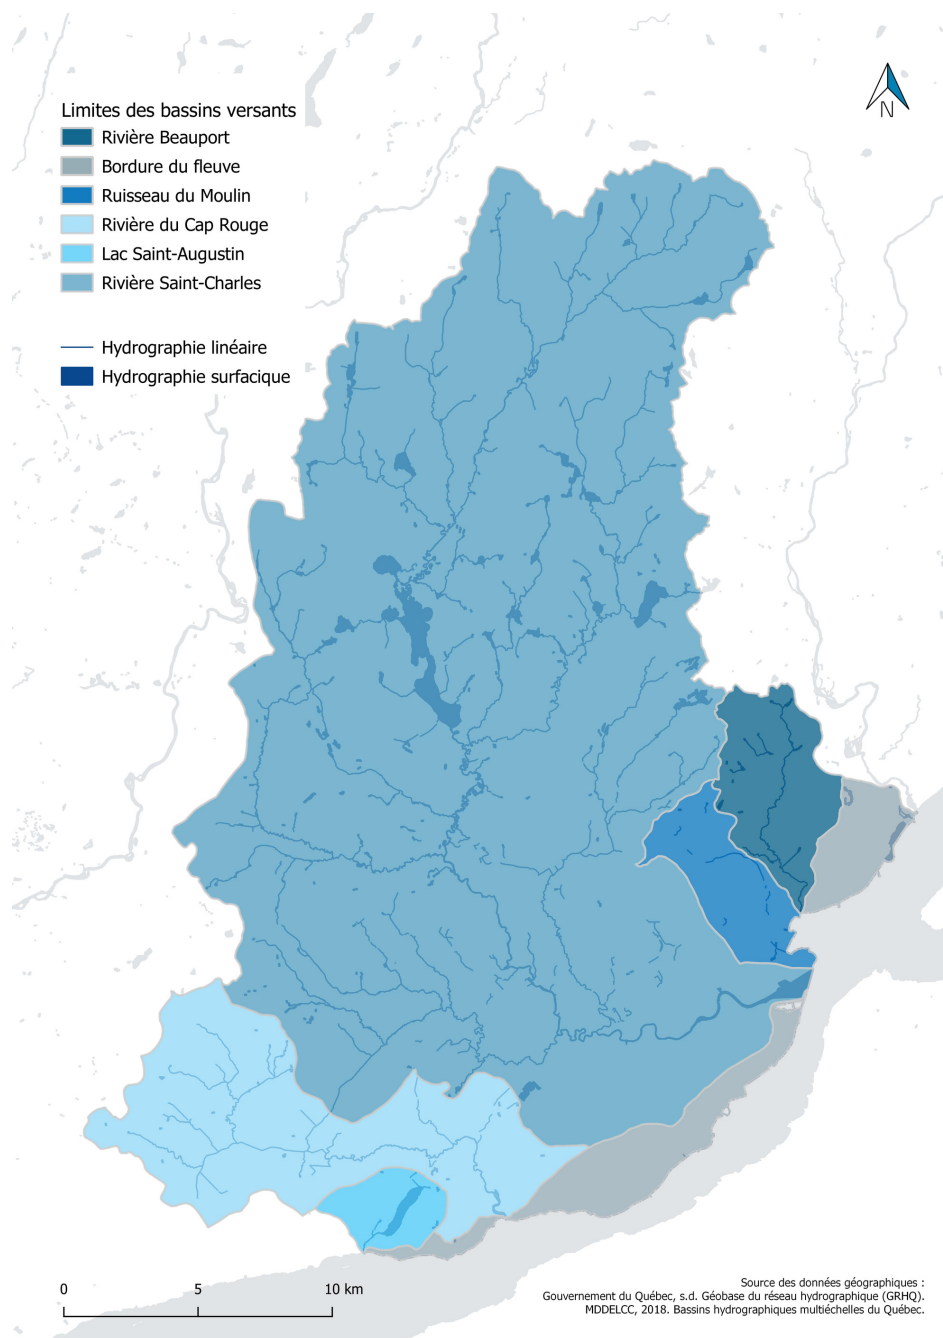 Limites des bassins versants
Rivière Beauport
Bordure du fleuve
Ruisseau du Moulin
Rivière du Cap Rouge
Lac Saint-Augustin
Rivière Saint-Charles
Hydrographie linéaire
Hydrographie surfacique
N
0 5 10 km
Source des données géographiques :
Gouvernement du Québec, s.d. Géobase du réseau hydrographique (GRHQ).
MDDELCC, 2018. Bassins hydrographiques multiéchelles du Québec.